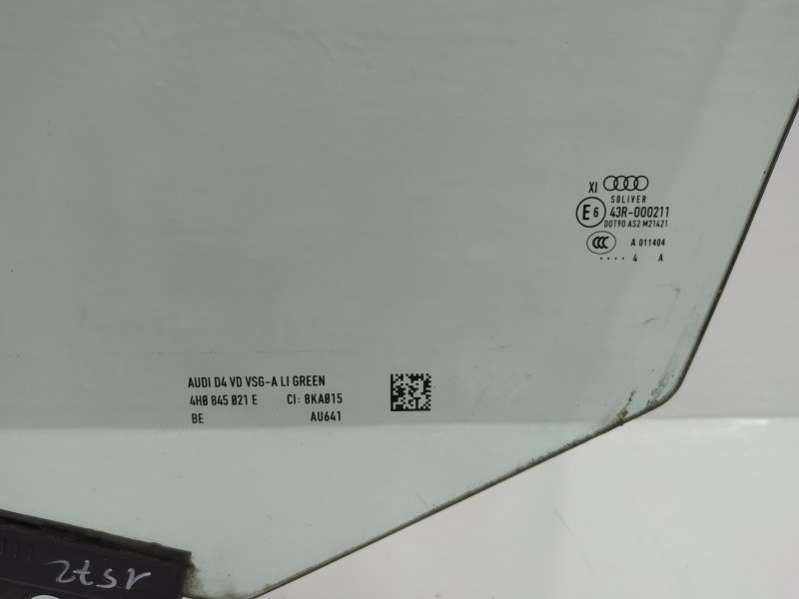 XI
SOLIVER
E6 43R-000211
DOT90 AS2 M21421
CCC A 011404
.... 4 A
AUDI D4 VD VSG-A LI GREEN
4H0 845 021 E CI: 8KA015
BE AU641